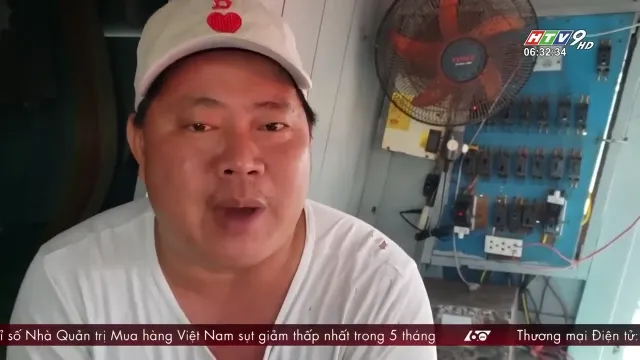 HTV9 HD
06:32:34
ỉ số Nhà Quản trị Mua hàng Việt Nam sụt giảm thấp nhất trong 5 tháng 60 Thương mại Điện tử: